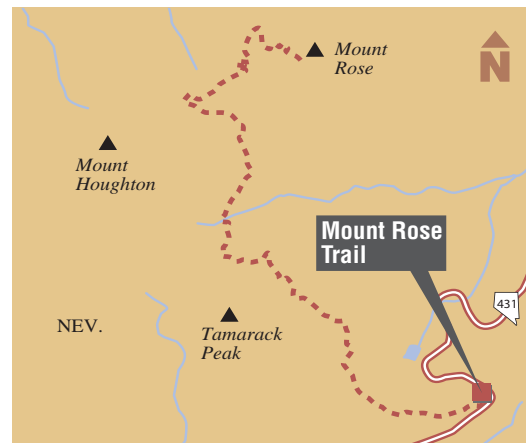 Mount
Rose
N
Mount
Houghton
Mount Rose
Trail
431
NEV.
Tamarack
Peak